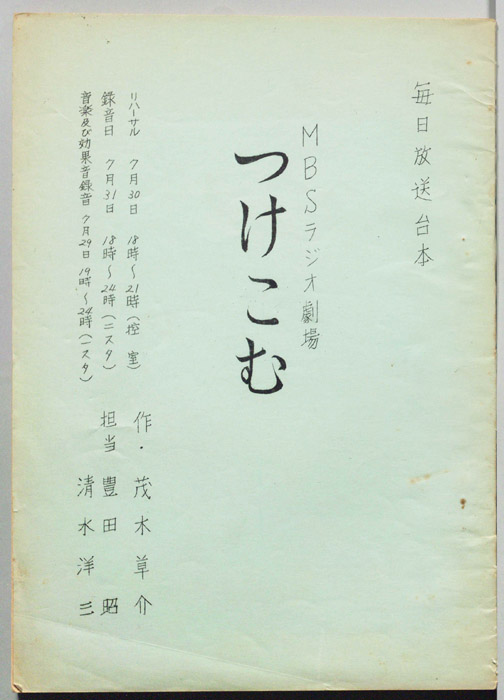 毎日放送台本
MBSラジオ劇場
つけこむ
リハーサル 7月30日 18時～21時(控室)
録音日 7月31日 18時～24時(二スタ)
音楽及び効果音録音 7月29日 19時～24時(一スタ)
作・茂木草介
担当 豊田昭
清水洋三